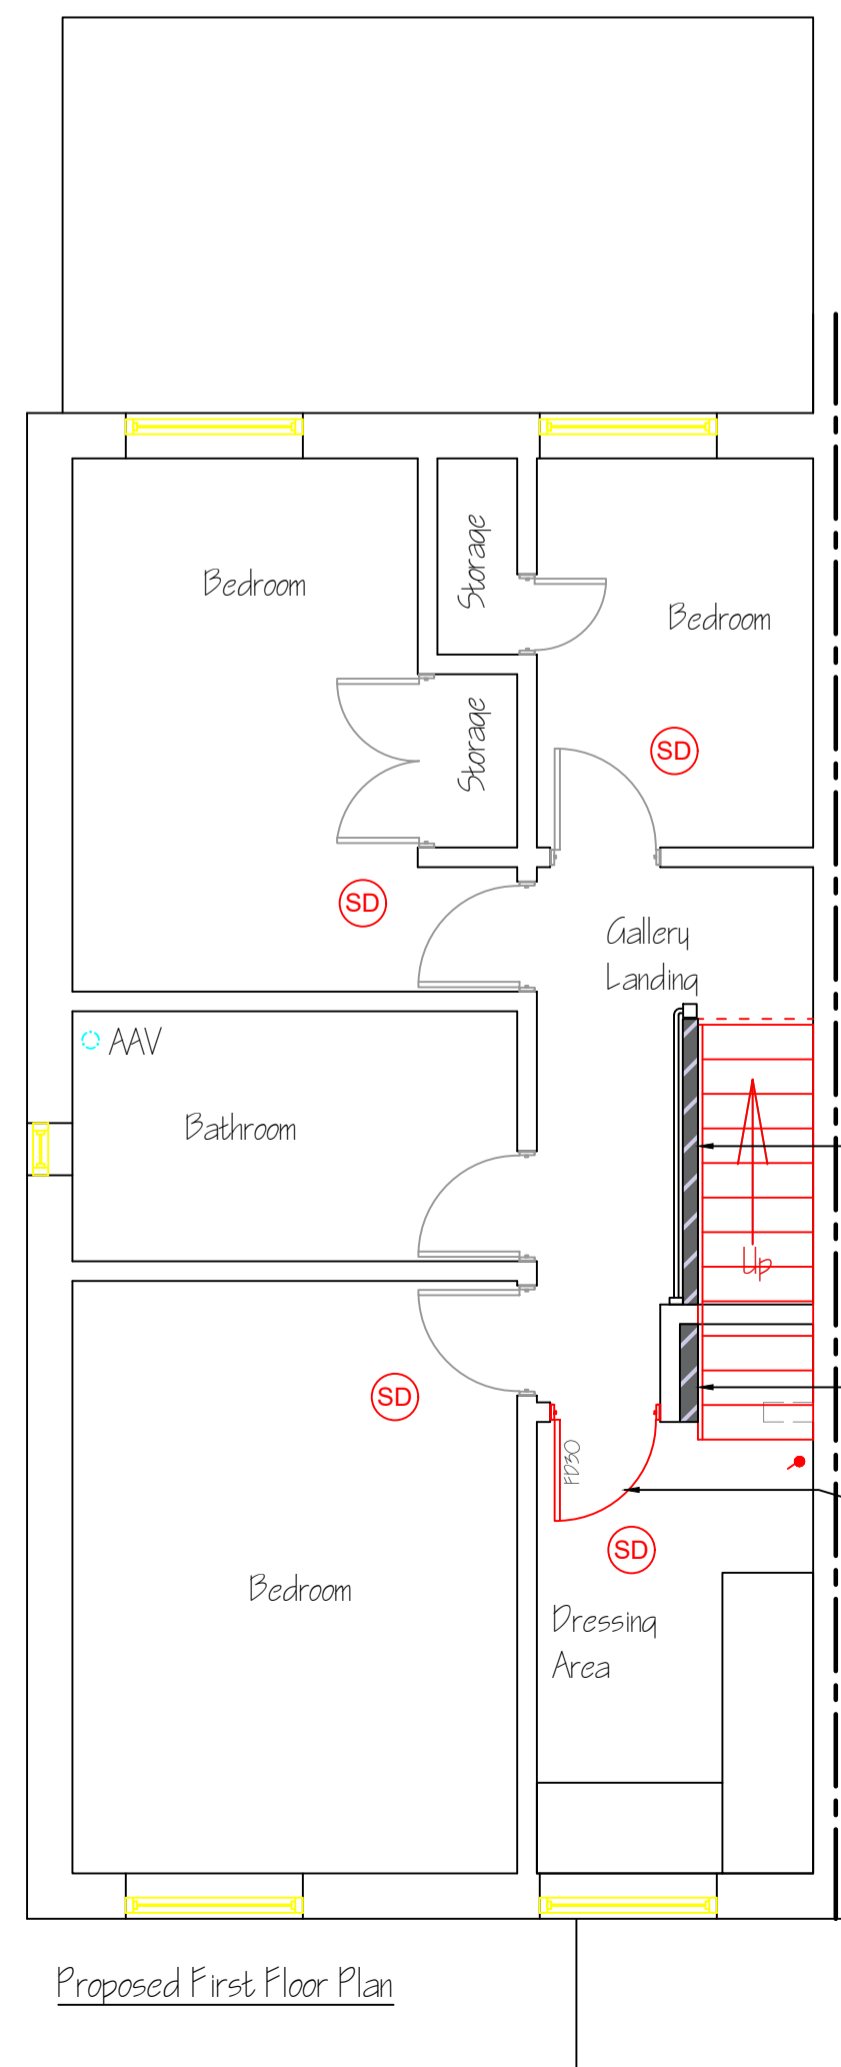 Bedroom
Storage
Bedroom
Storage
SD
SD
Gallery
Landing
AAV
Bathroom
Up
SD
FD30
SD
Bedroom
Dressing
Area
Proposed First Floor Plan